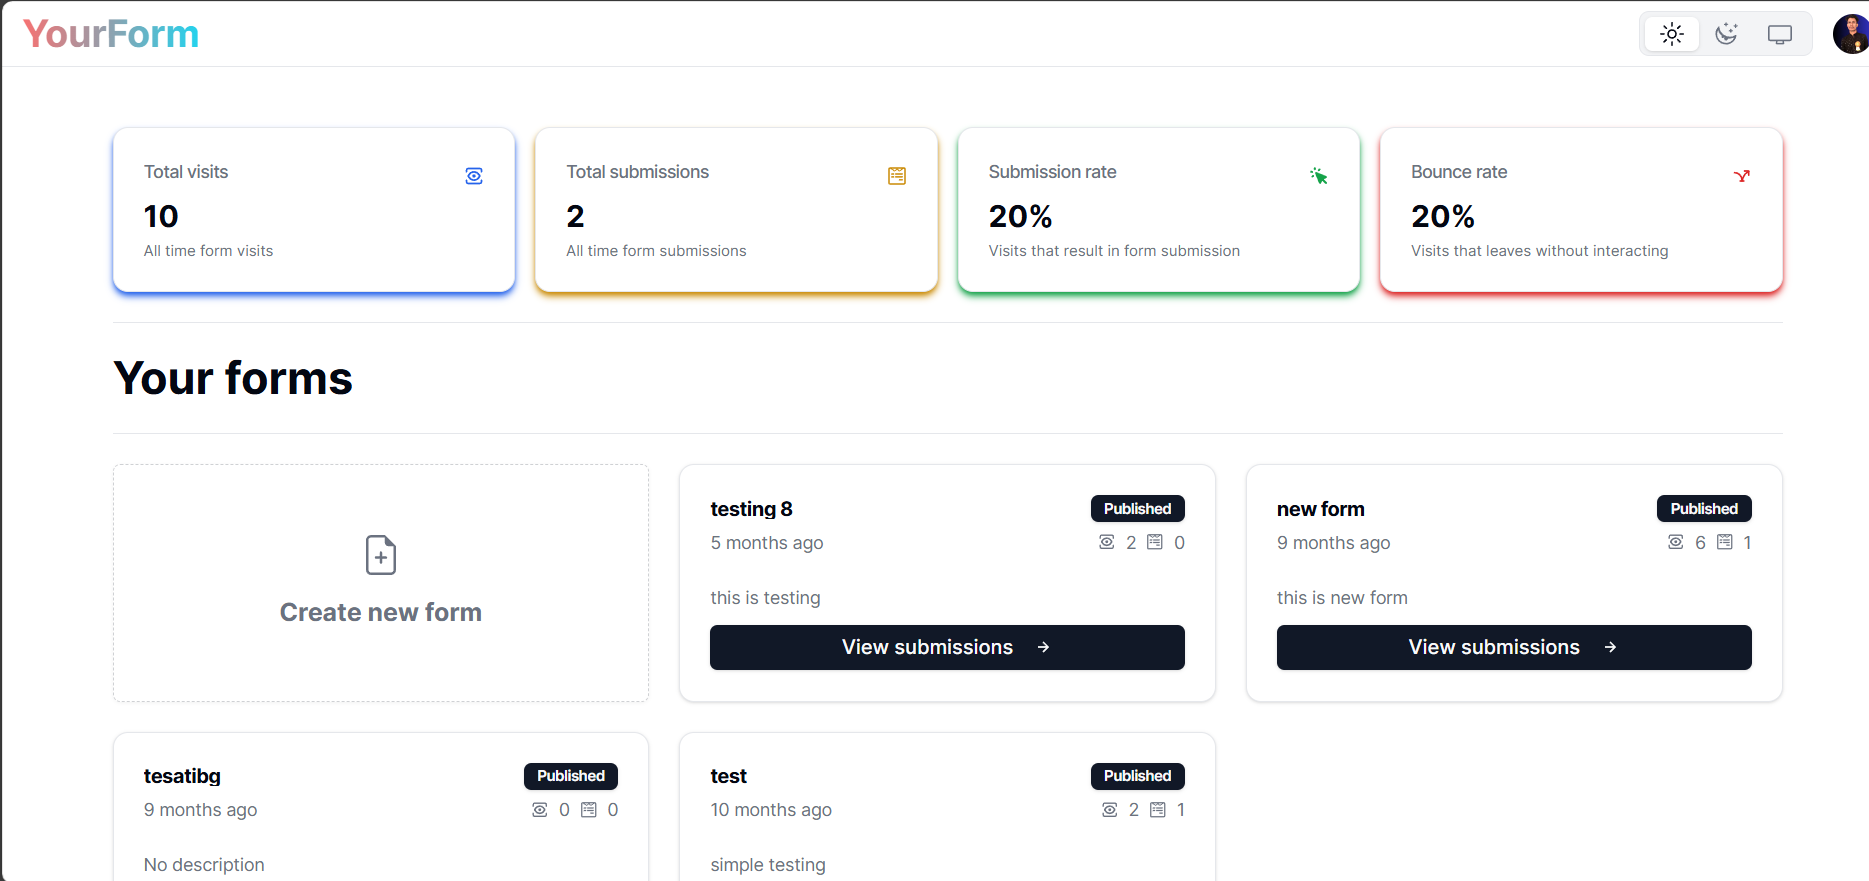 YourForm
Total visits
10
All time form visits
Total submissions
2
All time form submissions
Submission rate
20%
Visits that result in form submission
Bounce rate
20%
Visits that leaves without interacting
Your forms
Create new form
testing 8
Published
5 months ago
2
0
this is testing
View submissions
new form
Published
9 months ago
6
1
this is new form
View submissions
tesatibg
Published
9 months ago
0
0
No description
test
Published
10 months ago
2
1
simple testing